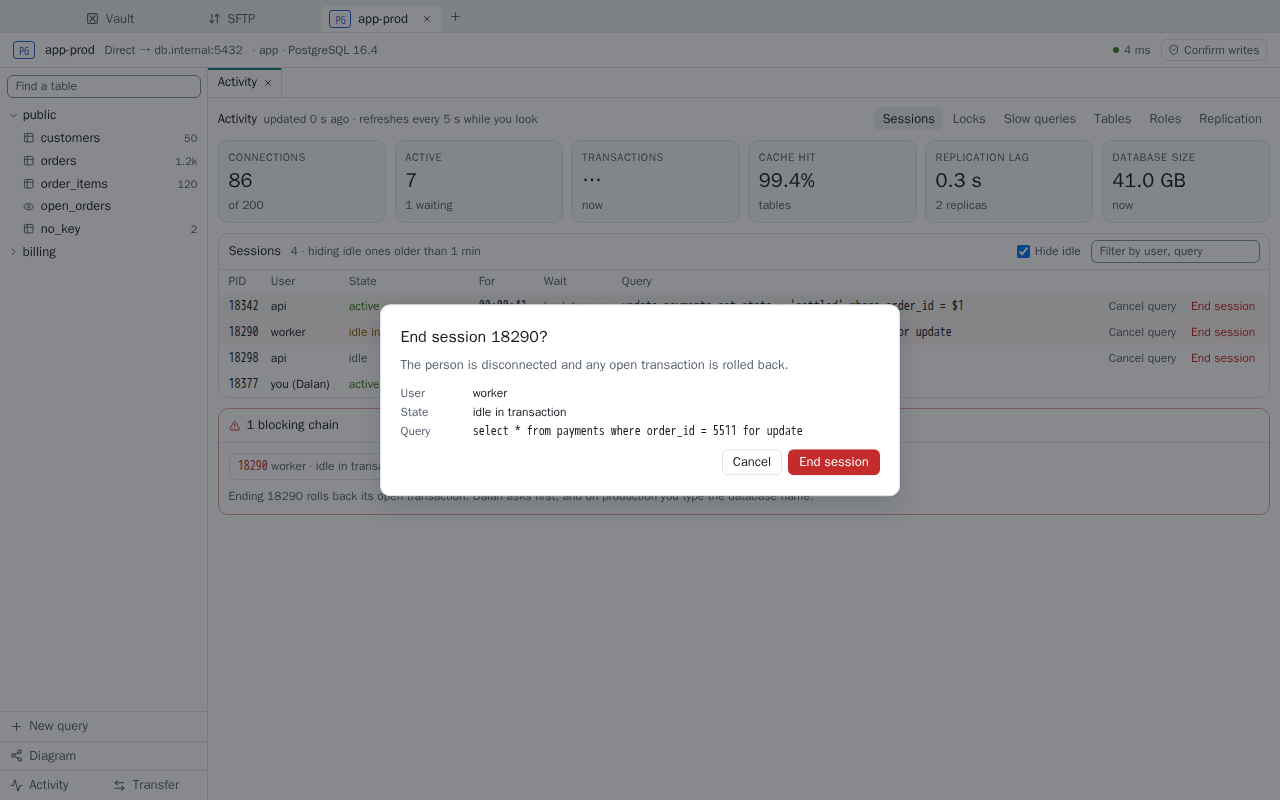 Vault
SFTP
PG app-prod
PG app-prod Direct → db.internal:5432 · app · PostgreSQL 16.4
4 ms
Confirm writes
Find a table
public
customers 50
orders 1.2k
order_items 120
open_orders
no_key 2
billing
New query
Diagram
Activity
Transfer
Activity
Activity updated 0 s ago · refreshes every 5 s while you look
Sessions Locks Slow queries Tables Roles Replication
CONNECTIONS
86
of 200
ACTIVE
7
1 waiting
TRANSACTIONS
···
now
CACHE HIT
99.4%
tables
REPLICATION LAG
0.3 s
2 replicas
DATABASE SIZE
41.0 GB
now
Sessions 4 · hiding idle ones older than 1 min
Hide idle
Filter by user, query
PID User State For Wait Query
18342 api active order_id = $1 Cancel query End session
18290 worker idle in or update Cancel query End session
18298 api idle Cancel query End session
18377 you (Dalan) active
End session 18290?
The person is disconnected and any open transaction is rolled back.
User worker
State idle in transaction
Query select * from payments where order_id = 5511 for update
Cancel
End session
1 blocking chain
18290 worker · idle in transa
Ending 18290 rolls back its open transaction. Dalan asks first, and on production you type the database name.